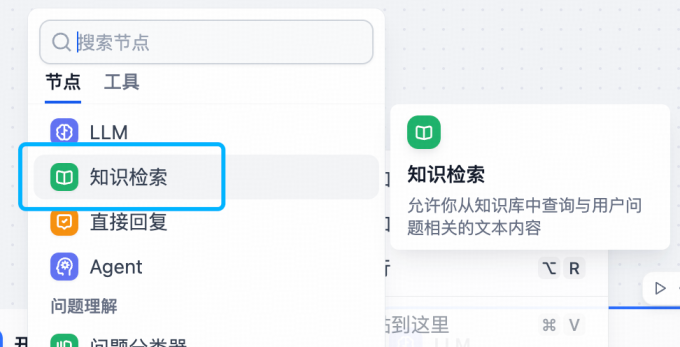 搜索节点
节点
工具
LLM
知识检索
直接回复
Agent
问题理解
问题分类器
知识检索
允许你从知识库中查询与用户问
题相关的文本内容
行
⌥ R
贴到这里
⌘ V
LLM